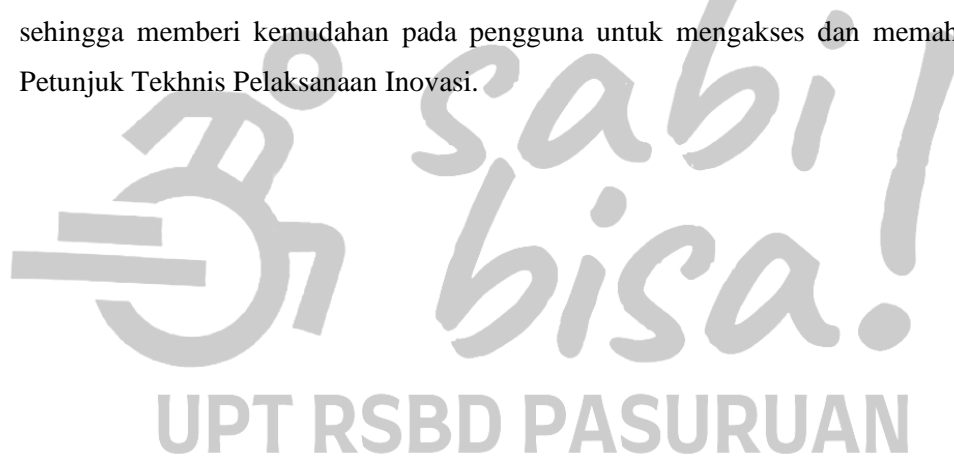 sehingga memberi kemudahan pada pengguna untuk mengakses dan memah
Petunjuk Tekhnis Pelaksanaan Inovasi.
sabi
bisa!
UPT RSBD PASURUAN